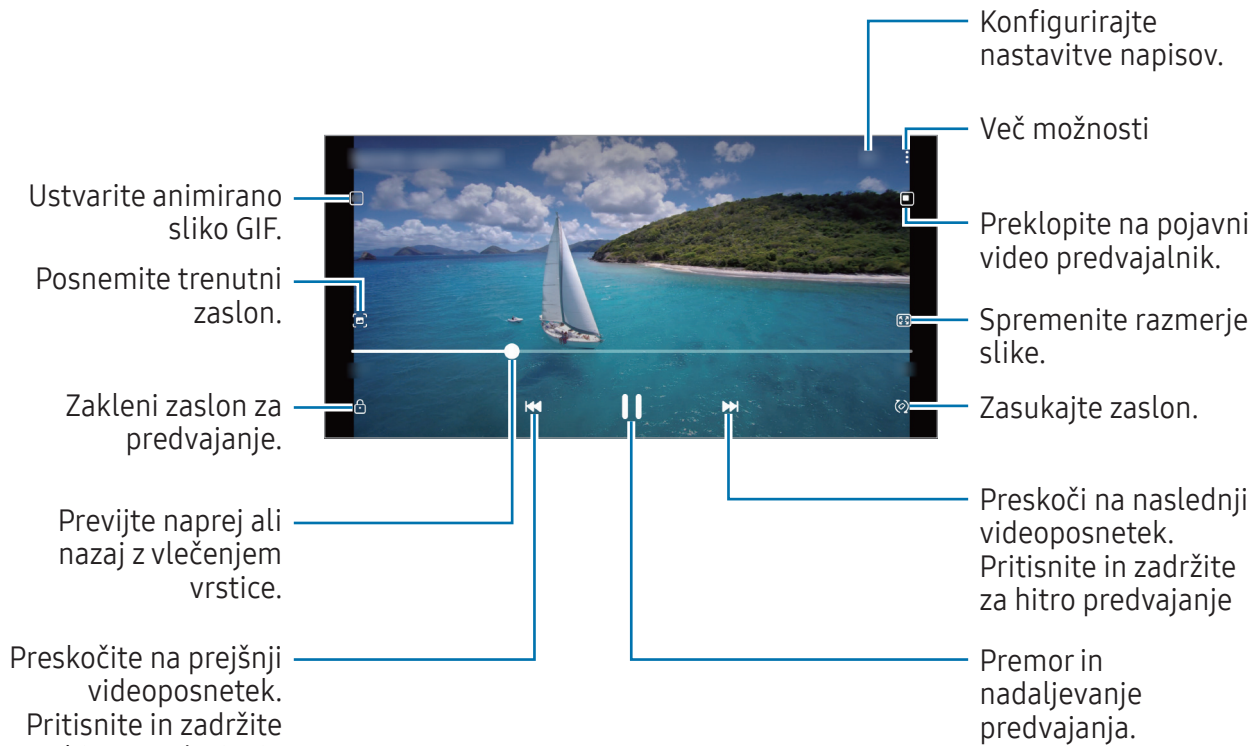 Konfigurirajte
nastavitve napisov.
Več možnosti
Ustvarite animirano
sliko GIF.
Preklopite na pojavni
video predvajalnik.
Posnemite trenutni
zaslon.
Spremenite razmerje
slike.
Zakleni zaslon za
predvajanje.
Zasukajte zaslon.
Previjte naprej ali
nazaj z vlečenjem
vrstice.
Preskoči na naslednji
videoposnetek.
Pritisnite in zadržite
za hitro predvajanje
Preskočite na prejšnji
videoposnetek.
Pritisnite in zadržite
Premor in
nadaljevanje
predvajanja.